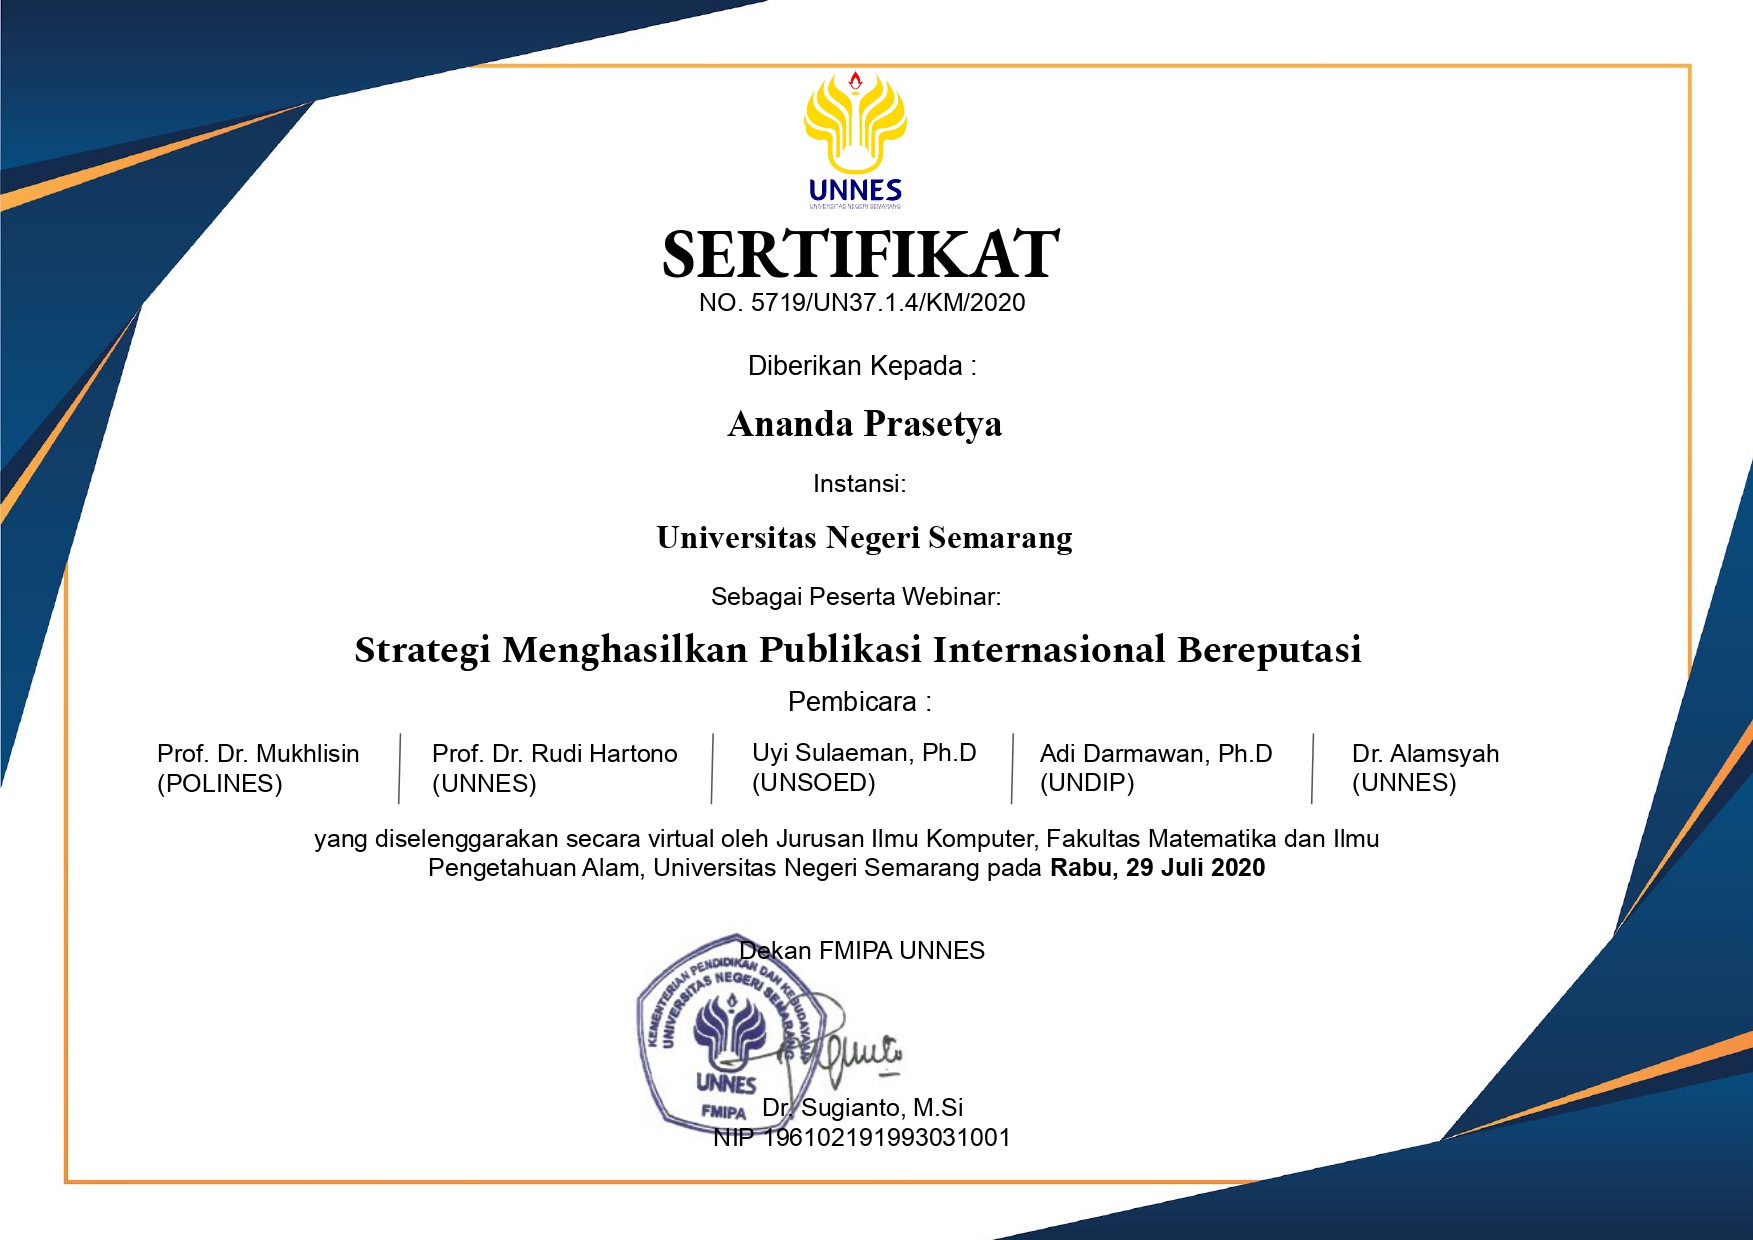 UNNES
UNIVERSITAS NEGERI SEMARANG
SERTIFIKAT
NO. 5719/UN37.1.4/KM/2020
Diberikan Kepada :
Ananda Prasetya
Instansi:
Universitas Negeri Semarang
Sebagai Peserta Webinar:
Strategi Menghasilkan Publikasi Internasional Bereputasi
Pembicara :
Prof. Dr. Mukhlisin
(POLINES)
Prof. Dr. Rudi Hartono
(UNNES)
Uyi Sulaeman, Ph.D
(UNSOED)
Adi Darmawan, Ph.D
(UNDIP)
Dr. Alamsyah
(UNNES)
yang diselenggarakan secara virtual oleh Jurusan Ilmu Komputer, Fakultas Matematika dan Ilmu
Pengetahuan Alam, Universitas Negeri Semarang pada Rabu, 29 Juli 2020
Dekan FMIPA UNNES
KEMENTERIAN PENDIDIKAN DAN KEBUDAYAAN
UNIVERSITAS NEGERI SEMARANG
UNNES
FMIPA
Dr. Sugianto, M.Si
NIP 196102191993031001